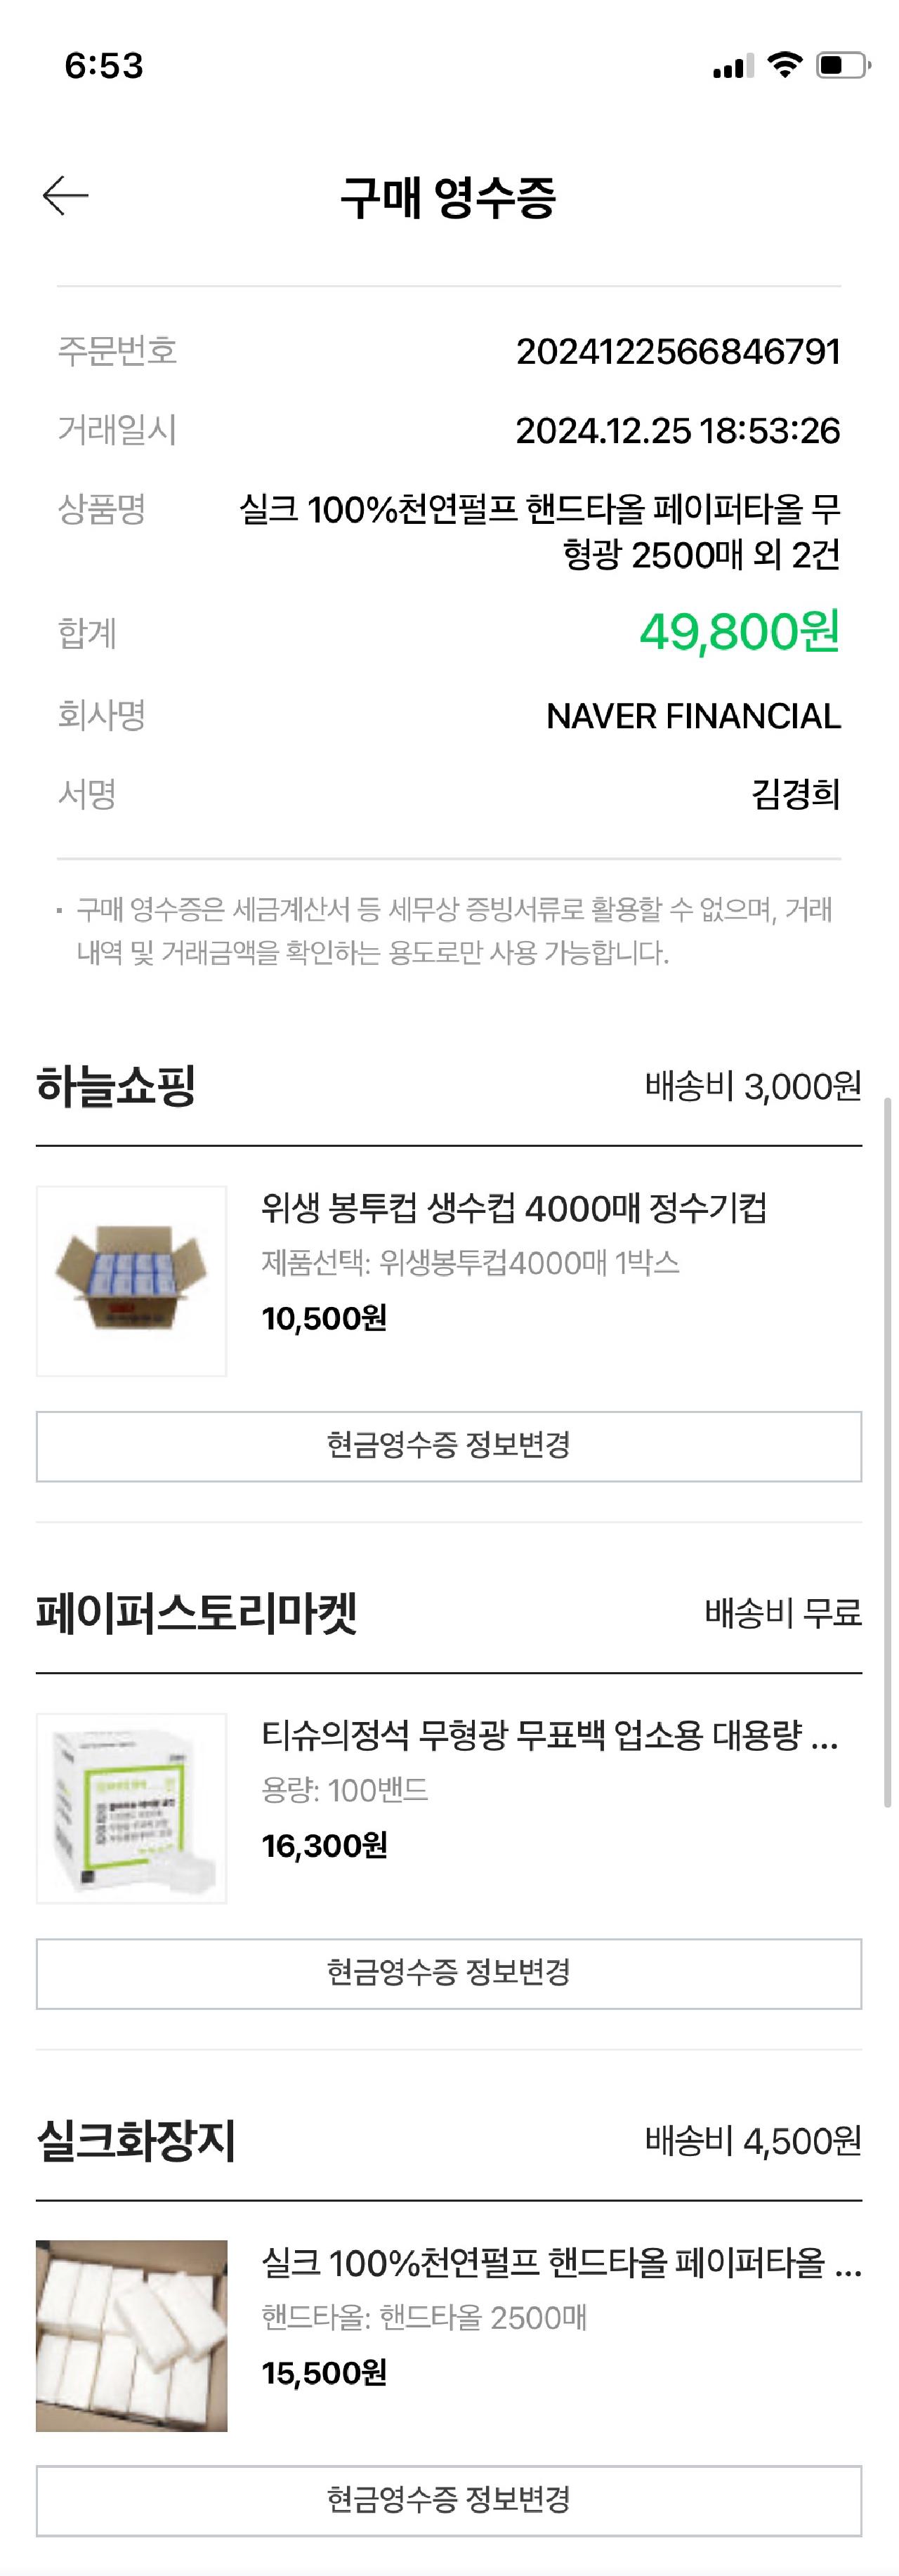 6:53
구매 영수증
주문번호 2024122566846791
거래일시 2024.12.25 18:53:26
상품명 실크 100%천연펄프 핸드타올 페이퍼타올 무
형광 2500매 외 2건
합계 49,800원
회사명 NAVER FINANCIAL
서명 김경희
· 구매 영수증은 세금계산서 등 세무상 증빙서류로 활용할 수 없으며, 거래
내역 및 거래금액을 확인하는 용도로만 사용 가능합니다.
하늘쇼핑 배송비 3,000원
위생 봉투컵 생수컵 4000매 정수기컵
제품선택: 위생봉투컵4000매 1박스
10,500원
현금영수증 정보변경
페이퍼스토리마켓 배송비 무료
티슈의정석 무형광 무표백 업소용 대용량 ...
용량: 100밴드
16,300원
현금영수증 정보변경
실크화장지 배송비 4,500원
실크 100%천연펄프 핸드타올 페이퍼타올 ...
핸드타올: 핸드타올 2500매
15,500원
현금영수증 정보변경